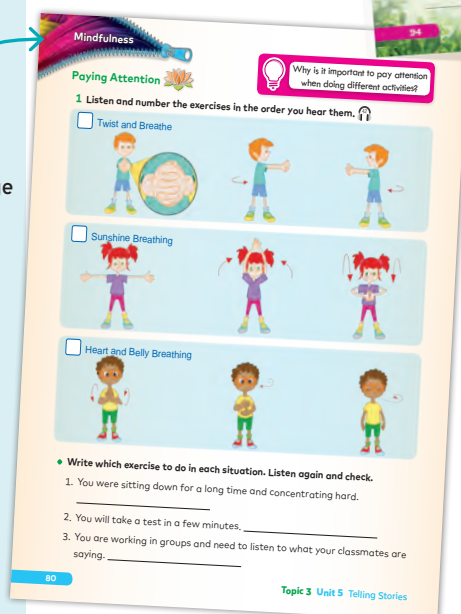 94
Mindfulness
Paying Attention
Why is it important to pay attention
when doing different activities?
1 Listen and number the exercises in the order you hear them.
Twist and Breathe
Sunshine Breathing
Heart and Belly Breathing
• Write which exercise to do in each situation. Listen again and check.
1. You were sitting down for a long time and concentrating hard.
2. You will take a test in a few minutes.
3. You are working in groups and need to listen to what your classmates are
saying.
80
Topic 3 Unit 5 Telling Stories